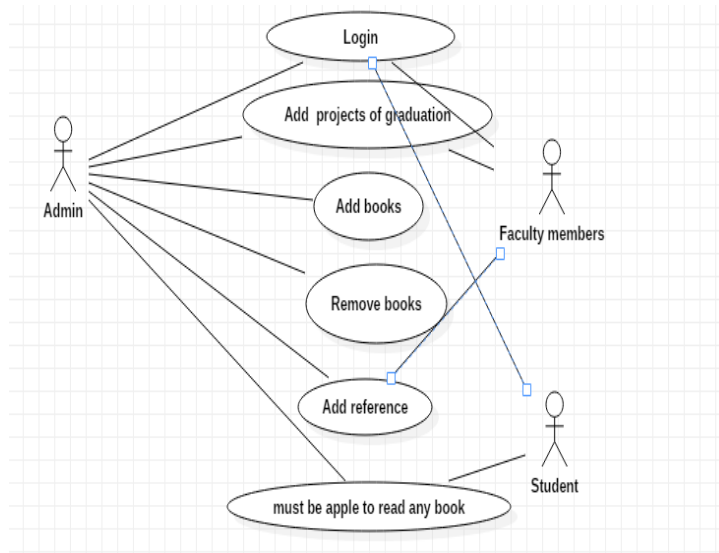 Login
Add projects of graduation
Admin
Add books
Faculty members
Remove books
Add reference
Student
must be apple to read any book